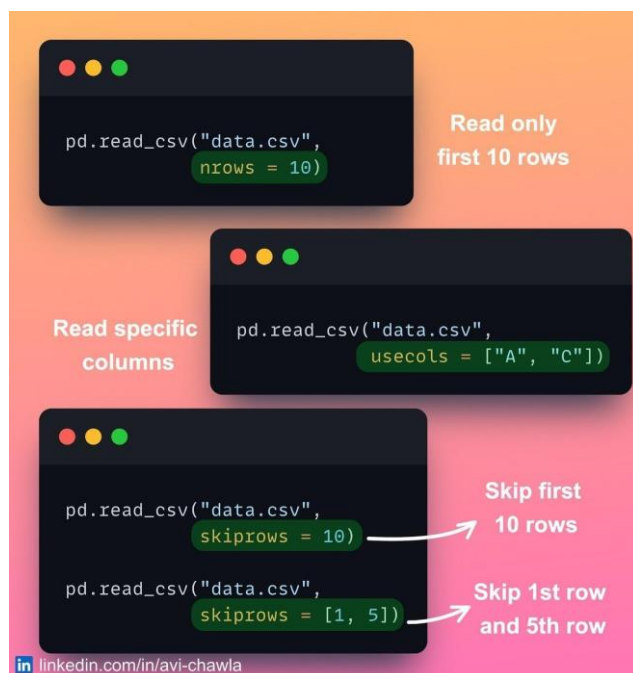 pd.read_csv("data.csv",
nrows = 10)
Read only
first 10 rows
Read specific
columns
pd.read_csv("data.csv",
usecols = ["A", "C"])
pd.read_csv("data.csv",
skiprows = 10)
Skip first
10 rows
pd.read_csv("data.csv",
skiprows = [1, 5])
Skip 1st row
and 5th row
in linkedin.com/in/avi-chawla